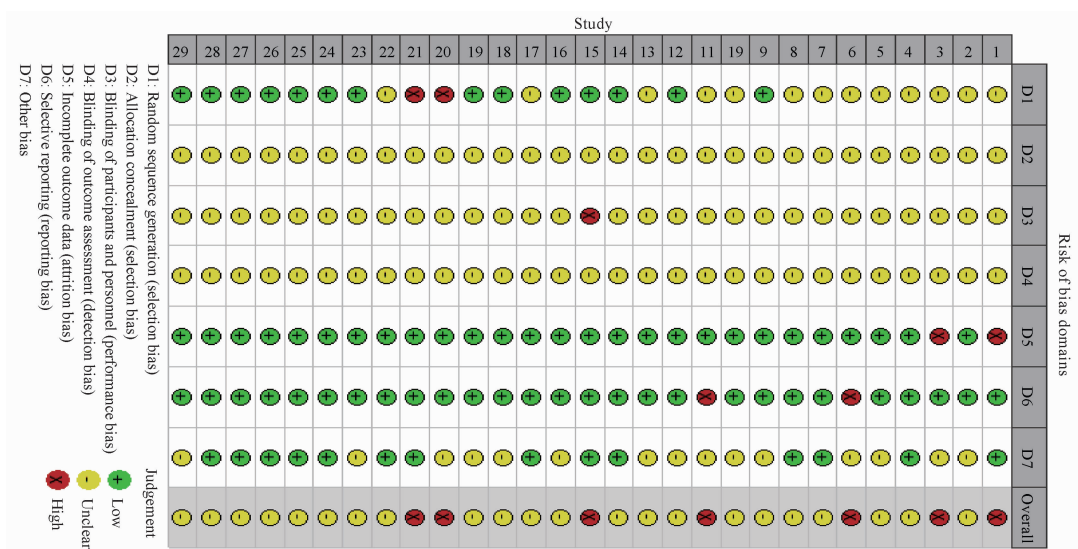 Risk of bias domains
D1 D2 D3 D4 D5 D6 D7 Overall
Study
1
2
3
4
5
6
7
8
9
19
11
12
13
14
15
16
17
18
19
20
21
22
23
24
25
26
27
28
29
D1: Random sequence generation (selection bias)
D2: Allocation concealment (selection bias)
D3: Blinding of participants and personnel (performance bias)
D4: Blinding of outcome assessment (detection bias)
D5: Incomplete outcome data (attrition bias)
D6: Selective reporting (reporting bias)
D7: Other bias
Judgement
Low
Unclear
High